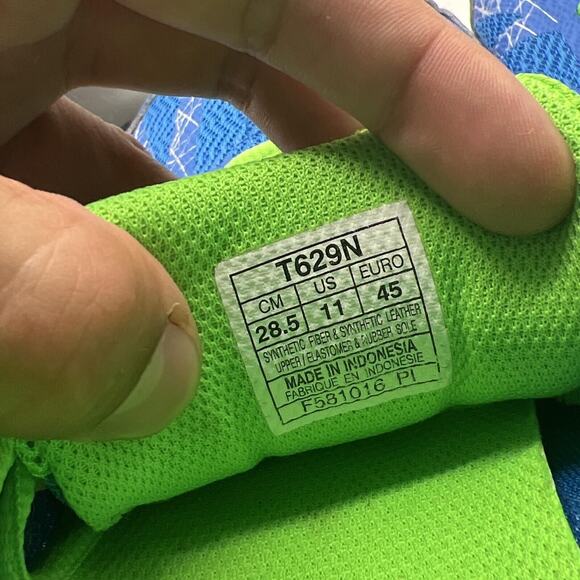 T629N
CM US EURO
28.5 11 45
SYNTHETIC FIBER & SYNTHETIC LEATHER
UPPER / ELASTOMER & RUBBER SOLE
MADE IN INDONESIA
FABRIQUE EN INDONESIE
F581016 PI